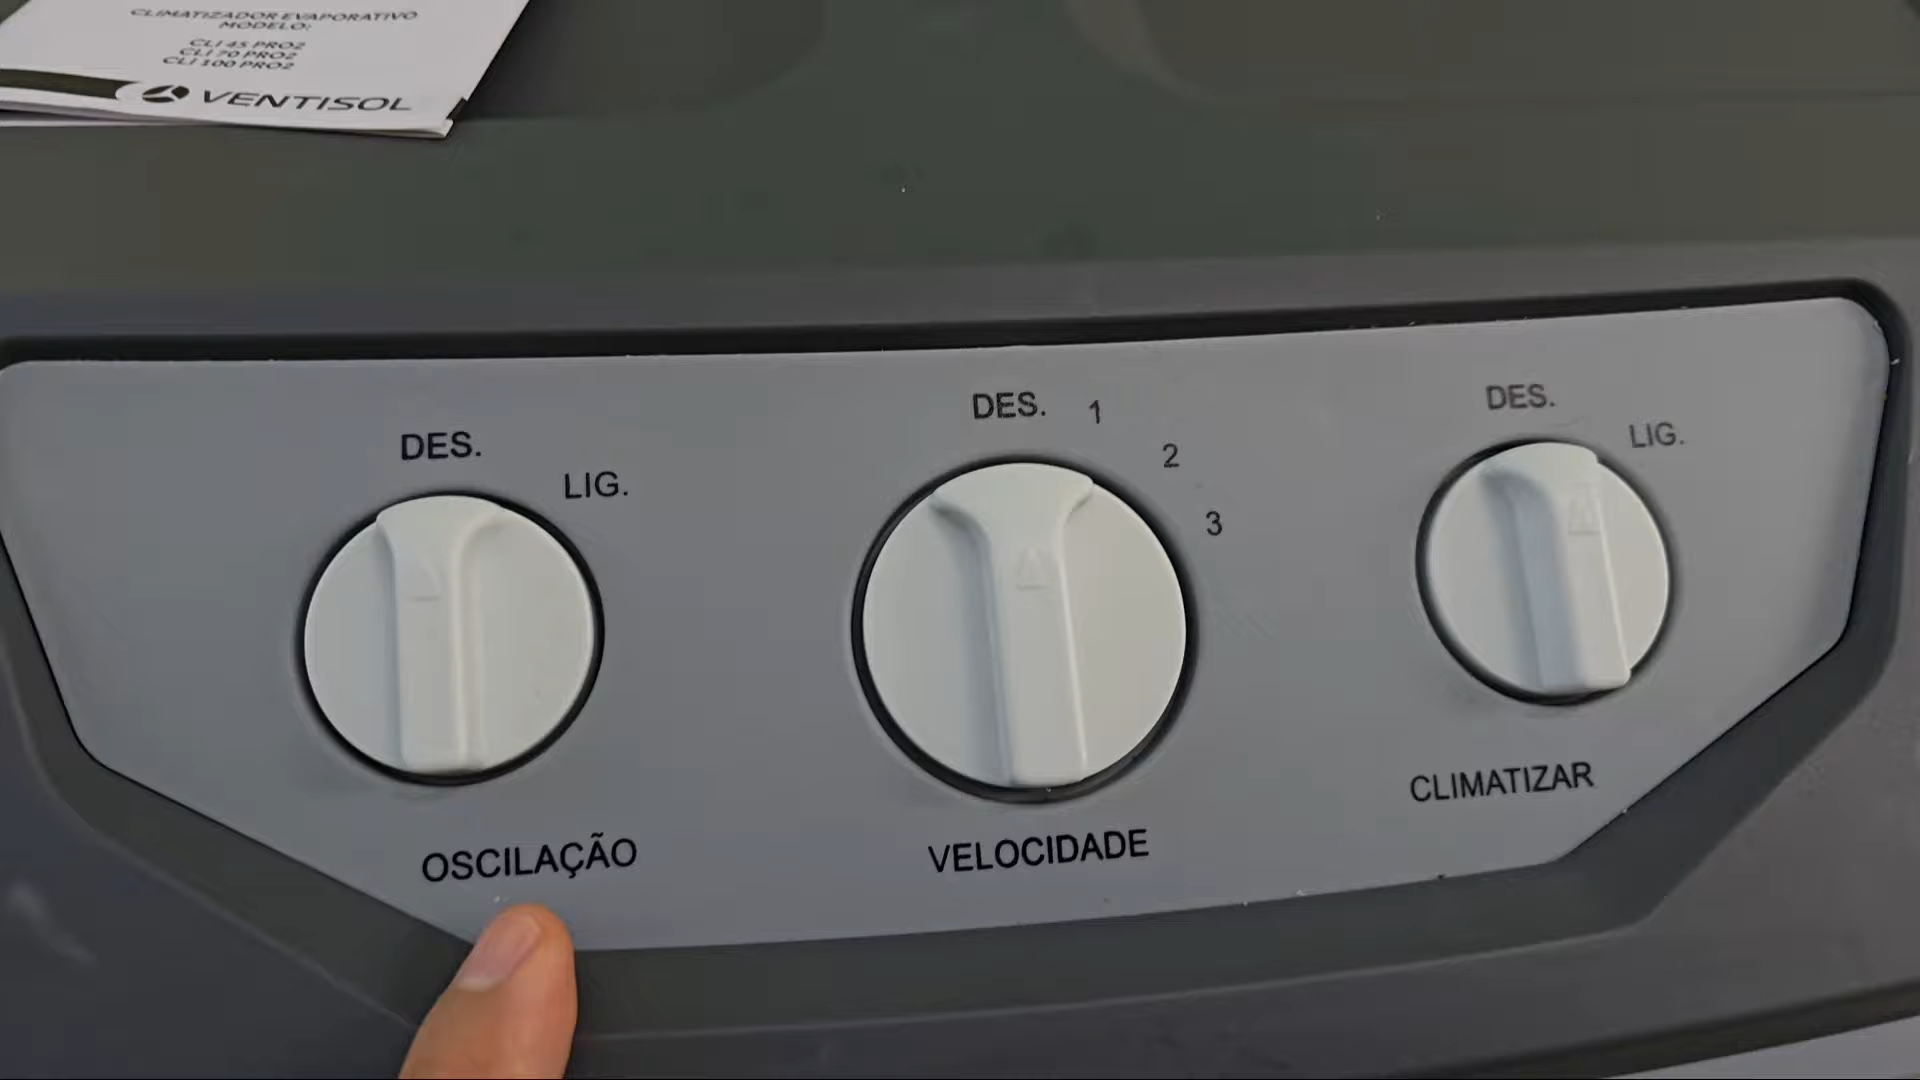 CLIMATIZADOR EVAPORATIVO
MODELO:
CLI 45 PRO2
CLI 70 PRO2
CLI 100 PRO2
VENTISOL
DES.
LIG.
OSCILAÇÃO
DES. 1
2
3
VELOCIDADE
DES.
LIG.
CLIMATIZAR